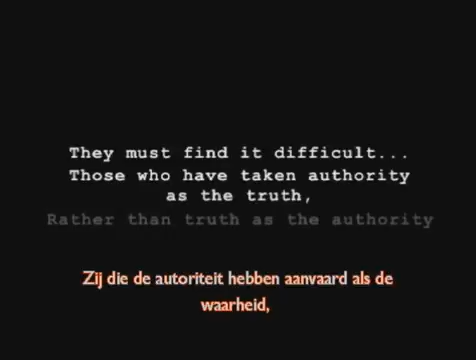 They must find it difficult...
Those who have taken authority
as the truth,
Rather than truth as the authority
Zij die de autoriteit hebben aanvaard als de
waarheid,